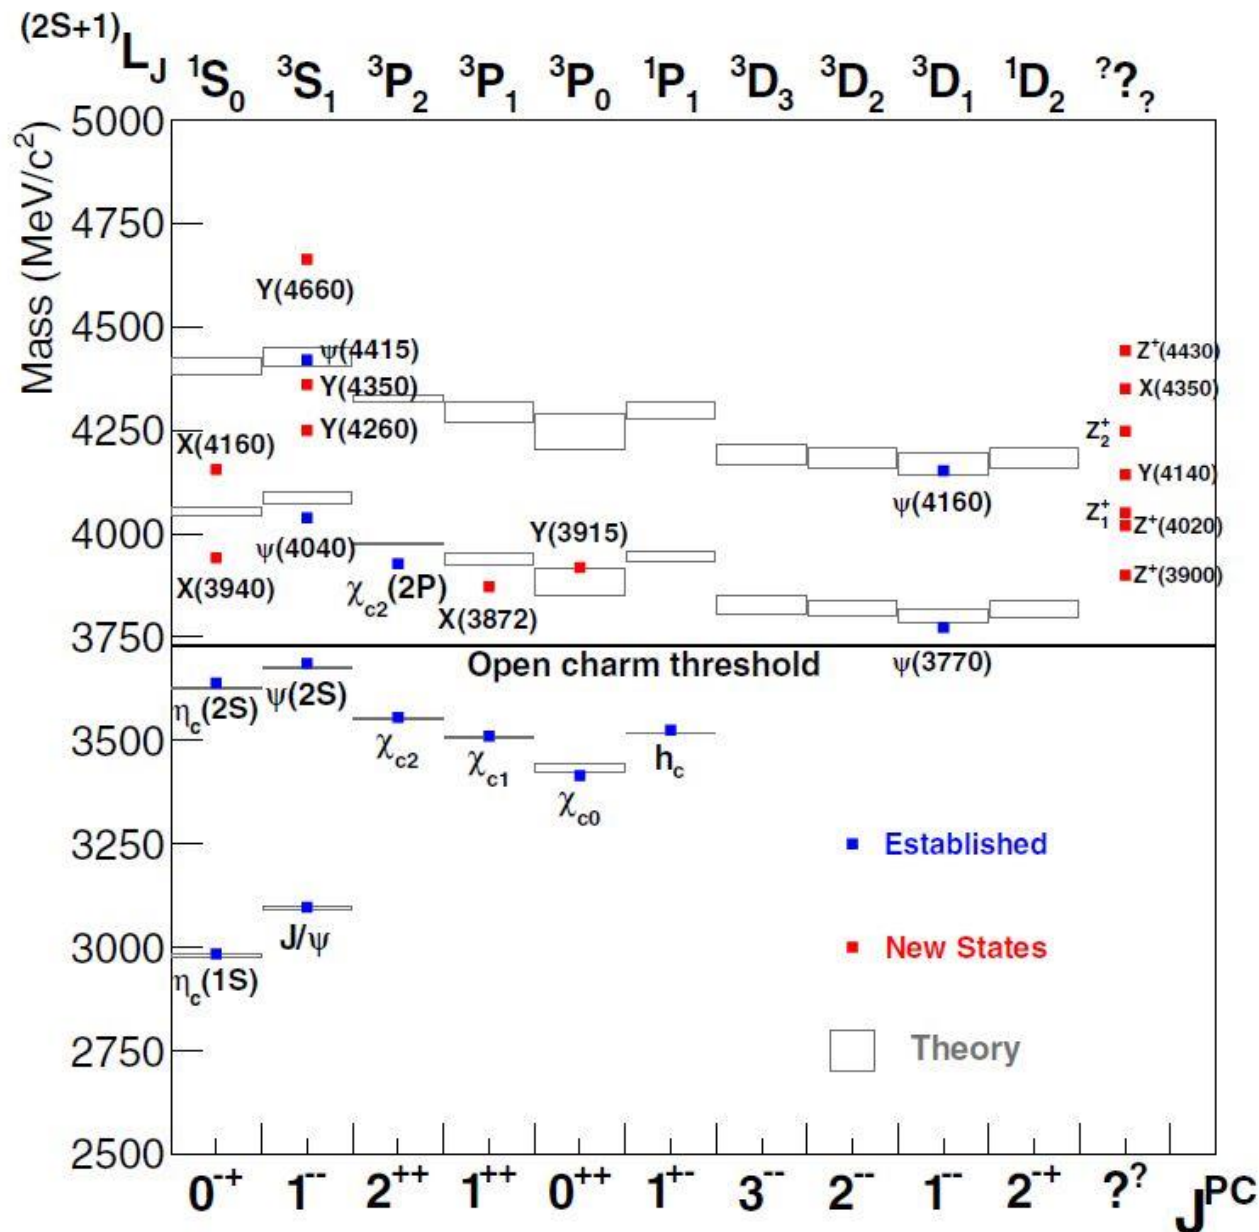 (2S+1)L_J ¹S₀ ³S₁ ³P₂ ³P₁ ³P₀ ¹P₁ ³D₃ ³D₂ ³D₁ ¹D₂ ??_?
Mass (MeV/c²)
5000
4750
Y(4660)
4500
ψ(4415)
Z⁺(4430)
Y(4350)
X(4350)
4250
X(4160)
Y(4260)
Z₂⁺
Y(4140)
ψ(4160)
Z₁⁺
Z⁺(4020)
4000
ψ(4040)
Y(3915)
X(3940)
χc2(2P)
X(3872)
Z⁺(3900)
3750
Open charm threshold
ψ(3770)
ηc(2S)
ψ(2S)
3500
χc2
χc1
hc
χc0
3250
Established
3000
J/ψ
New States
ηc(1S)
2750
Theory
2500
0⁻⁺ 1⁻⁻ 2⁺⁺ 1⁺⁺ 0⁺⁺ 1⁺⁻ 3⁻⁻ 2⁻⁻ 1⁻⁻ 2⁻⁺ ?? J^PC